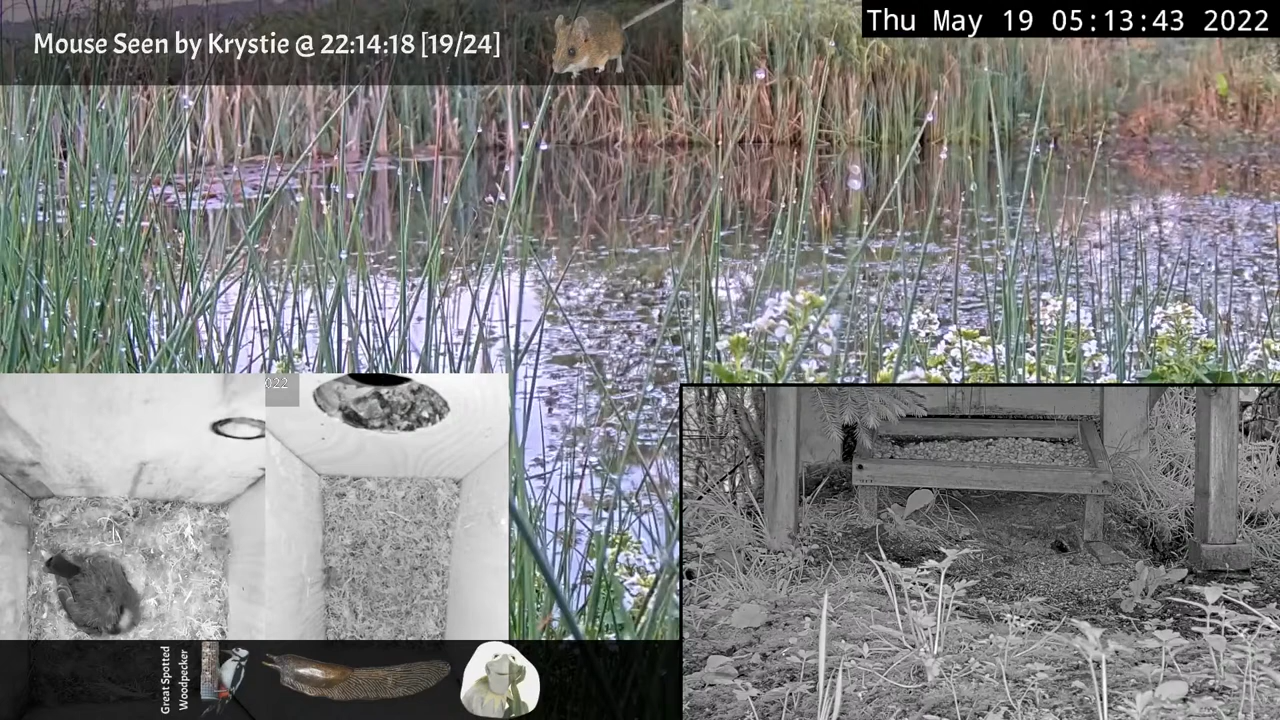 Mouse Seen by Krystie @ 22:14:18 [19/24]
Thu May 19 05:13:43 2022
022
Great Spotted
Woodpecker